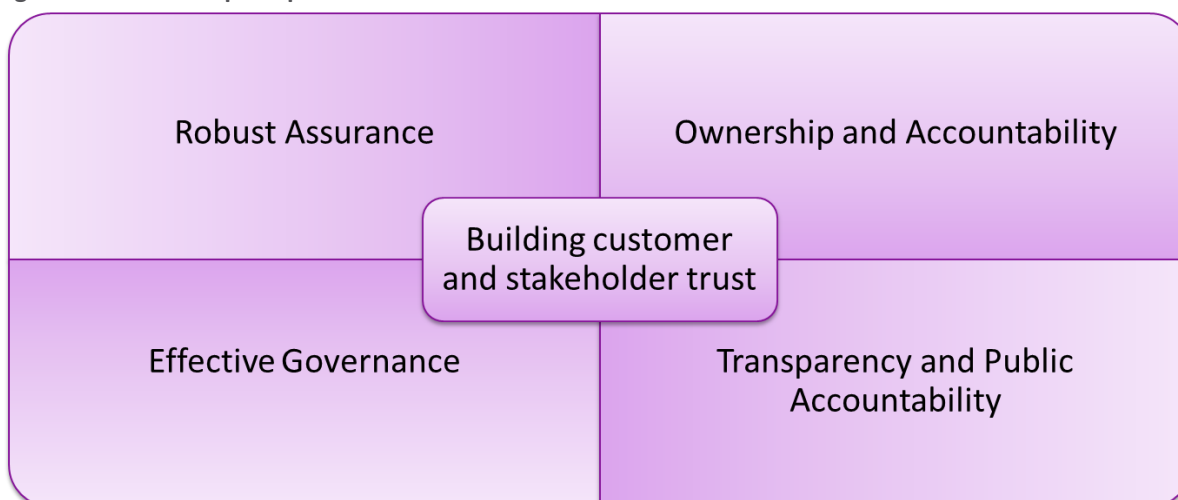 Robust Assurance
Ownership and Accountability
Building customer
and stakeholder trust
Effective Governance
Transparency and Public
Accountability